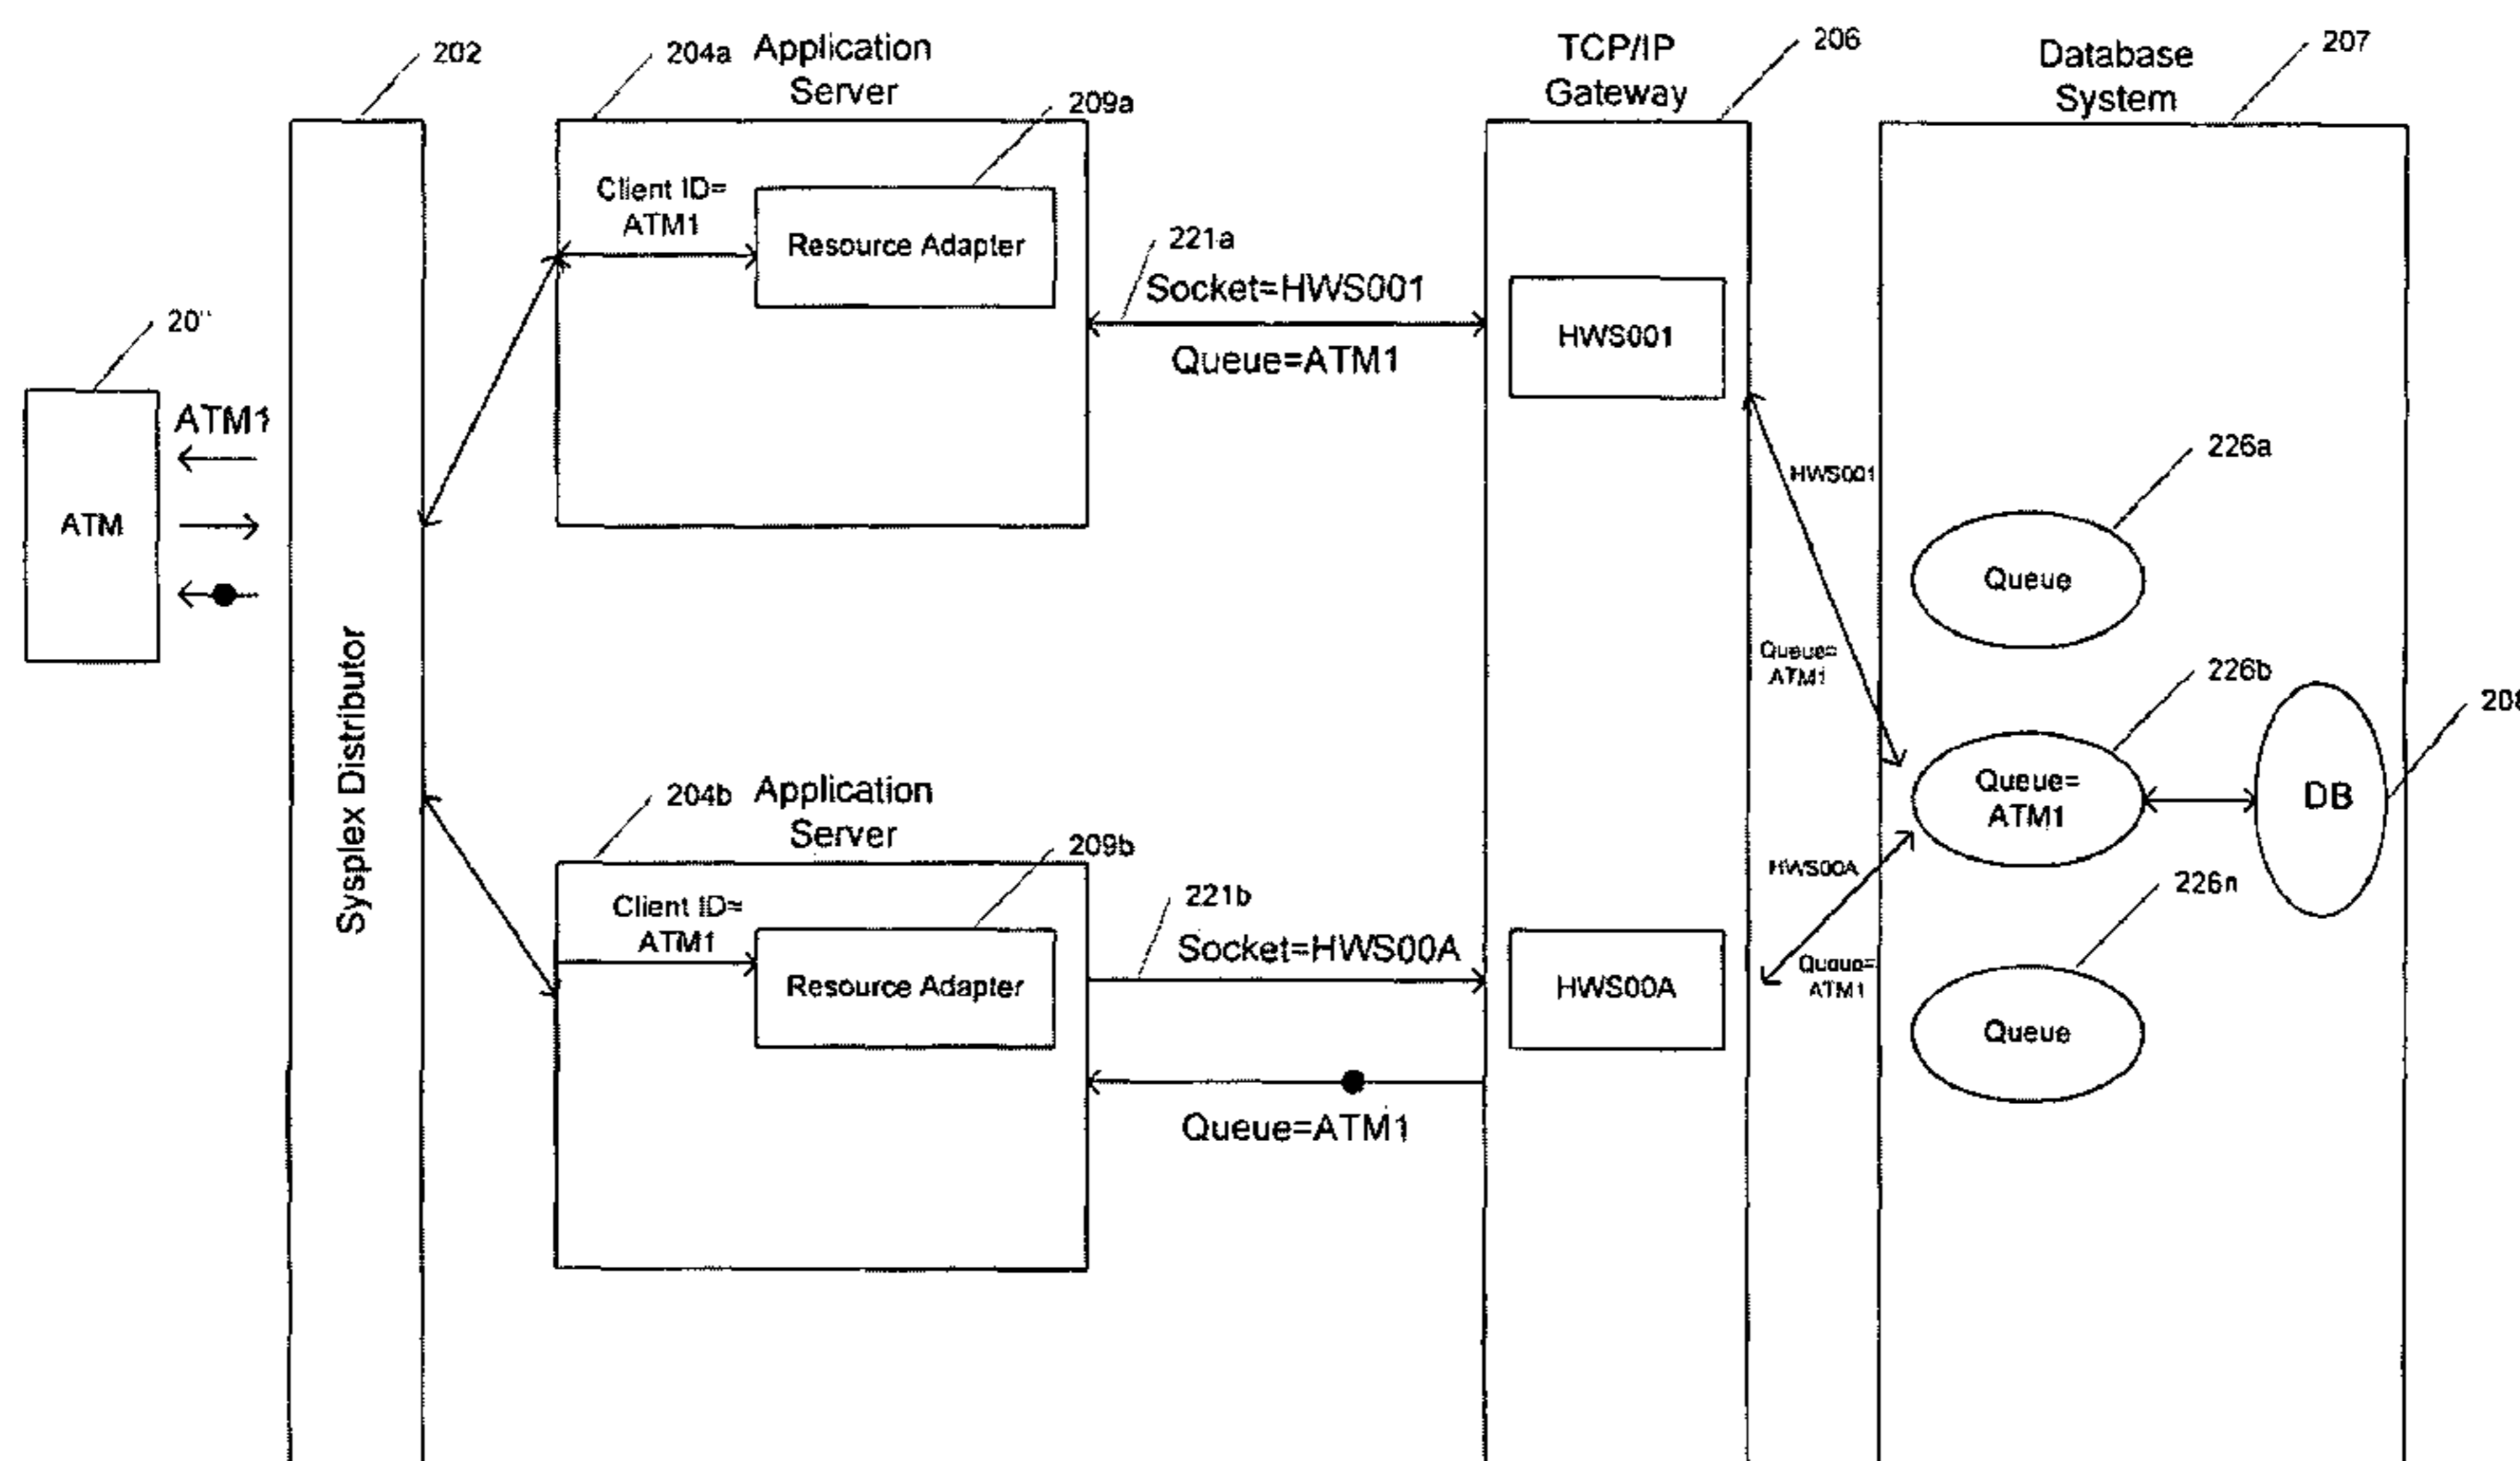 202
204a
Application
Server
209a
TCP/IP
Gateway
206
Database
System
207
Client ID=
ATM1
Resource Adapter
221a
Socket=HWS001
Queue=ATM1
HWS001
ATM1
ATM
HWS001
Queue=
ATM1
226a
Queue
226b
Queue=
ATM1
DB
Sysplex Distributor
204b
Application
Server
209b
Client ID=
ATM1
Resource Adapter
221b
Socket=HWS00A
Queue=ATM1
HWS00A
HWS00A
Queue=
ATM1
226n
Queue